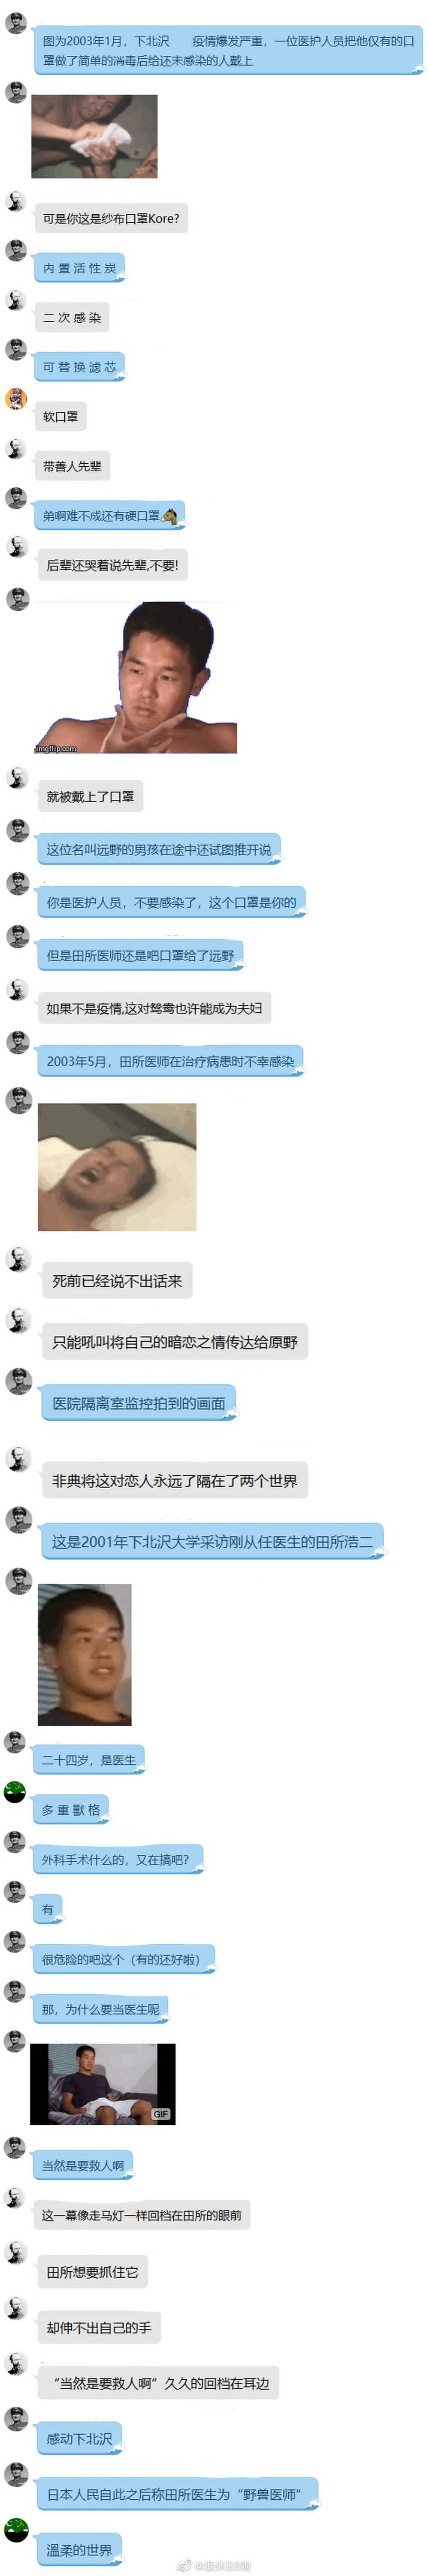 图为2003年1月，下北沢　　疫情爆发严重，一位医护人员把他仅有的口
罩做了简单的消毒后给还未感染的人戴上
可是你这是纱布口罩Kore?
内 置 活 性 炭
二 次 感 染
可 替 换 滤 芯
软口罩
带善人先辈
弟啊难不成还有硬口罩
后辈还哭着说先辈,不要!
imgflip.com
就被戴上了口罩
这位名叫远野的男孩在途中还试图推开说
你是医护人员，不要感染了，这个口罩是你的
但是田所医师还是吧口罩给了远野
如果不是疫情,这对鸳鸯也许能成为夫妇
2003年5月，田所医师在治疗病患时不幸感染
死前已经说不出话来
只能吼叫将自己的暗恋之情传达给原野
医院隔离室监控拍到的画面
非典将这对恋人永远了隔在了两个世界
这是2001年下北沢大学采访刚从任医生的田所浩二
二十四岁，是医生
多 重 獸 格
外科手术什么的，又在搞吧？
有
很危险的吧这个（有的还好啦）
那，为什么要当医生呢
GIF
当然是要救人啊
这一幕像走马灯一样回档在田所的眼前
田所想要抓住它
却伸不出自己的手
“当然是要救人啊”久久的回档在耳边
感动下北沢
日本人民自此之后称田所医生为“野兽医师”
溫柔的世界